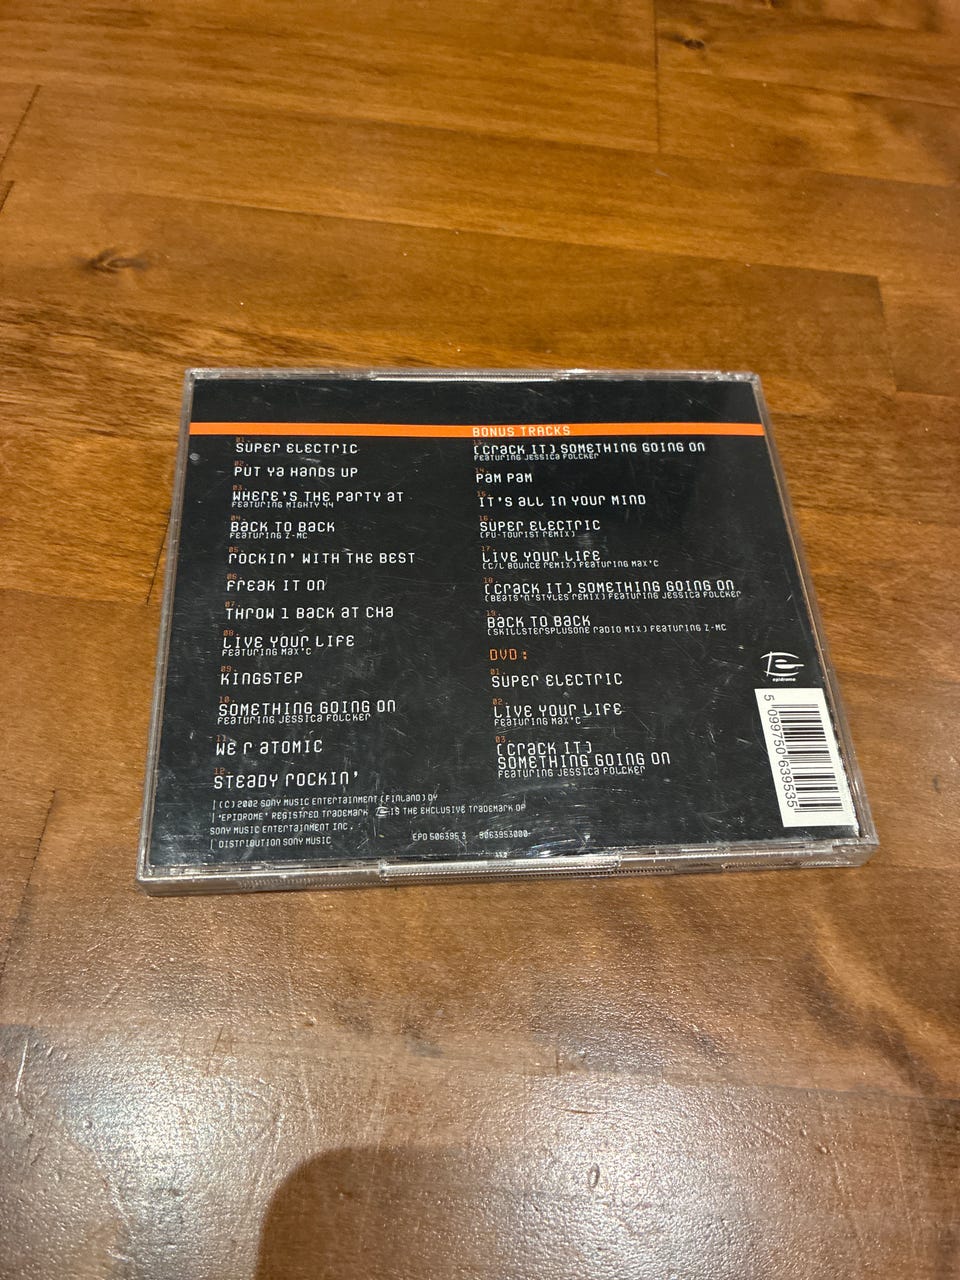 01.
SUPER ELECTRIC
02.
PUT YA HANDS UP
03.
WHERE'S THE PARTY AT
FEATURING MIGHTY 44
04.
BACK TO BACK
FEATURING Z-MC
05.
ROCKIN' WITH THE BEST
06.
FREAK IT ON
07.
THROW 1 BACK AT CHA
08.
LIVE YOUR LIFE
FEATURING MAX'C
09.
KINGSTEP
10.
SOMETHING GOING ON
FEATURING JESSICA FOLCKER
11.
WE R ATOMIC
12.
STEADY ROCKIN'
BONUS TRACKS
13.
(CRACK IT) SOMETHING GOING ON
FEATURING JESSICA FOLCKER
14.
PAM PAM
15.
IT'S ALL IN YOUR MIND
16.
SUPER ELECTRIC
(FU-TOURIST REMIX)
17.
LIVE YOUR LIFE
(C/L BOUNCE REMIX) FEATURING MAX'C
18.
(CRACK IT) SOMETHING GOING ON
(BEATS'N'STYLES REMIX) FEATURING JESSICA FOLCKER
19.
BACK TO BACK
(SKILLSTERSPLUSONE RADIO MIX) FEATURING Z-MC
DVD:
01.
SUPER ELECTRIC
02.
LIVE YOUR LIFE
FEATURING MAX'C
03.
(CRACK IT)
SOMETHING GOING ON
FEATURING JESSICA FOLCKER
epidrome
5 099750 639535
(C) 2002 SONY MUSIC ENTERTAINMENT (FINLAND) OY
"EPIDROME" REGISTRED TRADEMARK IS THE EXCLUSIVE TRADEMARK OF
SONY MUSIC ENTERTAINMENT INC.
DISTRIBUTION SONY MUSIC
EPD 506395 3 5063953000